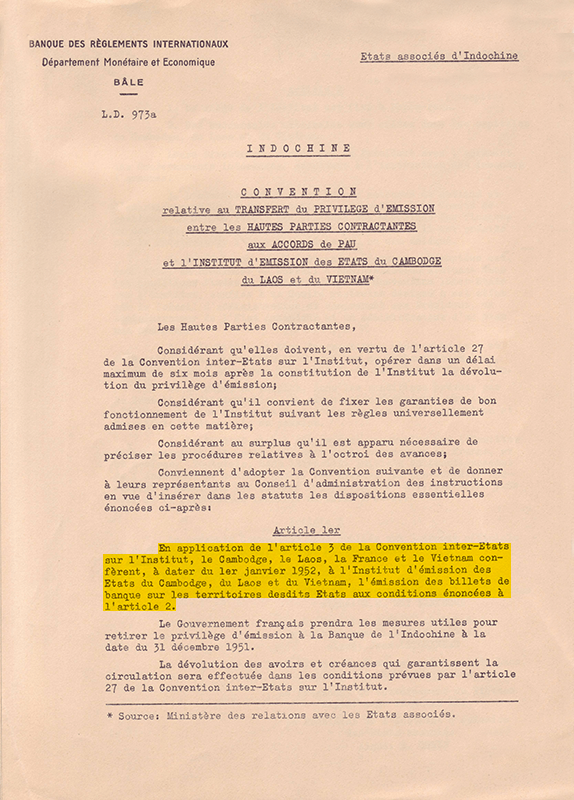 BANQUE DES RÈGLEMENTS INTERNATIONAUX
Département Monétaire et Economique
BÂLE
Etats associés d'Indochine
L.D. 973a
INDOCHINE
CONVENTION
relative au TRANSFERT du PRIVILEGE d'EMISSION
entre les HAUTES PARTIES CONTRACTANTES
aux ACCORDS de PAU
et l'INSTITUT d'EMISSION des ETATS du CAMBODGE
du LAOS et du VIETNAM*
Les Hautes Parties Contractantes,
Considérant qu'elles doivent, en vertu de l'article 27
de la Convention inter-Etats sur l'Institut, opérer dans un délai
maximum de six mois après la constitution de l'Institut la dévolu-
tion du privilège d'émission;
Considérant qu'il convient de fixer les garanties de bon
fonctionnement de l'Institut suivant les règles universellement
admises en cette matière;
Considérant au surplus qu'il est apparu nécessaire de
préciser les procédures relatives à l'octroi des avances;
Conviennent d'adopter la Convention suivante et de donner
à leurs représentants au Conseil d'administration des instructions
en vue d'insérer dans les statuts les dispositions essentielles
énoncées ci-après:
Article 1er
En application de l'article 3 de la Convention inter-Etats
sur l'Institut, le Cambodge, le Laos, la France et le Vietnam con-
fèrent, à dater du 1er janvier 1952, à l'Institut d'émission des
Etats du Cambodge, du Laos et du Vietnam, l'émission des billets de
banque sur les territoires desdits Etats aux conditions énoncées à
l'article 2.
Le Gouvernement français prendra les mesures utiles pour
retirer le privilège d'émission à la Banque de l'Indochine à la
date du 31 décembre 1951.
La dévolution des avoirs et créances qui garantissent la
circulation sera effectuée dans les conditions prévues par l'article
27 de la Convention inter-Etats sur l'Institut.
* Source: Ministère des relations avec les Etats associés.